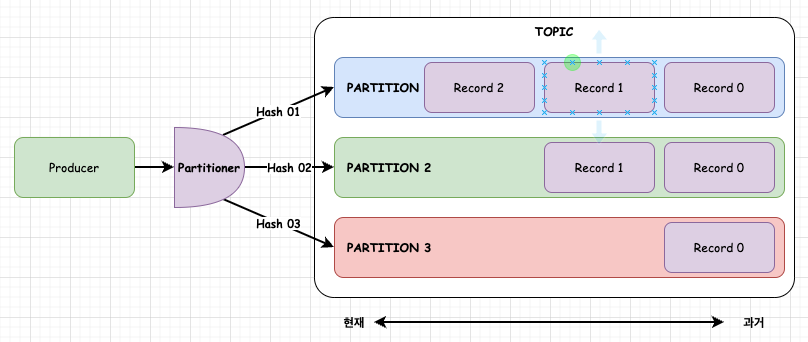 TOPIC
PARTITION
Record 2
Record 1
Record 0
Hash 01
Producer
Partitioner
Hash 02
PARTITION 2
Record 1
Record 0
Hash 03
PARTITION 3
Record 0
현재
과거